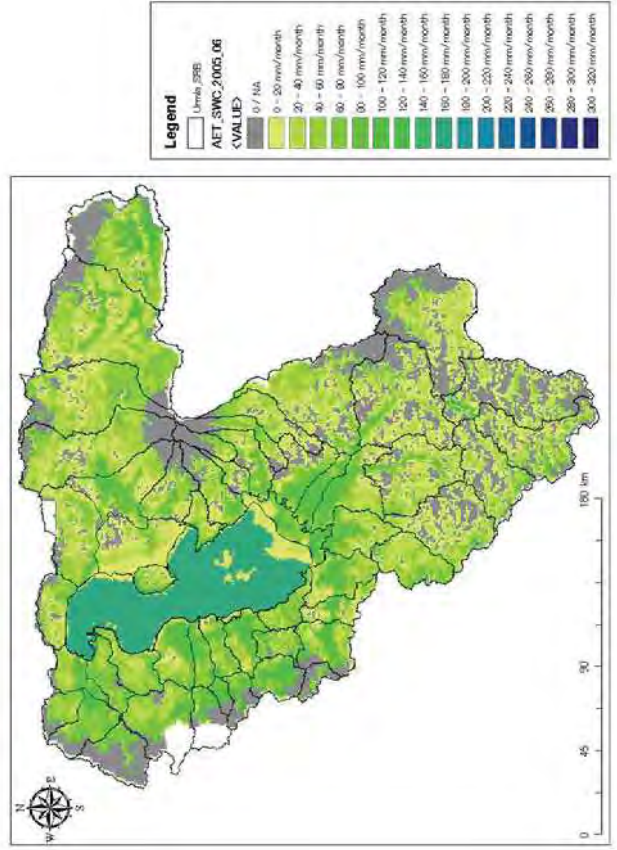 Legend
Urmia_SRB
AET_SWC_2005_06
<VALUE>
0 / NA
0 - 20 mm/month
20 - 40 mm/month
40 - 60 mm/month
60 - 80 mm/month
80 - 100 mm/month
100 - 120 mm/month
120 - 140 mm/month
140 - 160 mm/month
160 - 180 mm/month
180 - 200 mm/month
200 - 220 mm/month
220 - 240 mm/month
240 - 260 mm/month
260 - 280 mm/month
280 - 300 mm/month
300 - 320 mm/month
N
W
E
S
0
45
90
180 km